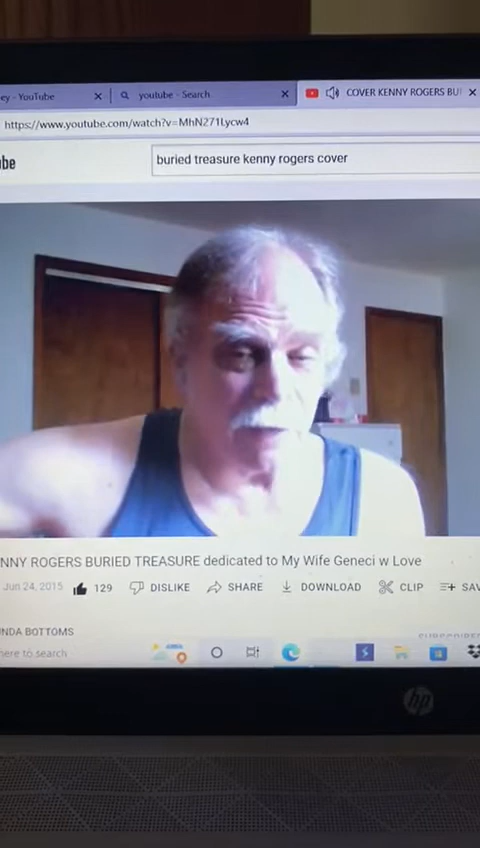 ey - YouTube
youtube - Search
COVER KENNY ROGERS BU
https://www.youtube.com/watch?v=MhN271Lycw4
be
buried treasure kenny rogers cover
NNY ROGERS BURIED TREASURE dedicated to My Wife Geneci w Love
Jun 24, 2015
129
DISLIKE
SHARE
DOWNLOAD
CLIP
SAV
NDA BOTTOMS
here to search
hp